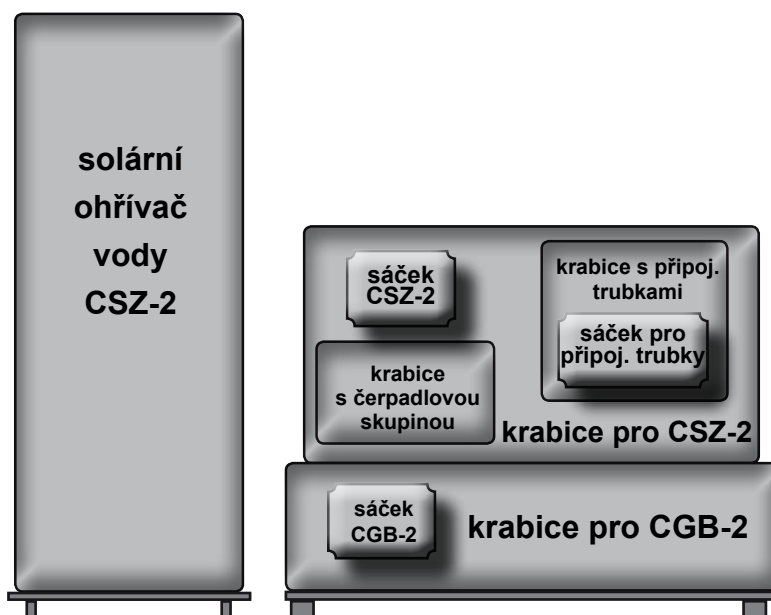 solární
ohřívač
vody
CSZ-2
sáček
CSZ-2
krabice s připoj.
trubkami
sáček pro
připoj. trubky
krabice
s čerpadlovou
skupinou
krabice pro CSZ-2
sáček
CGB-2
krabice pro CGB-2